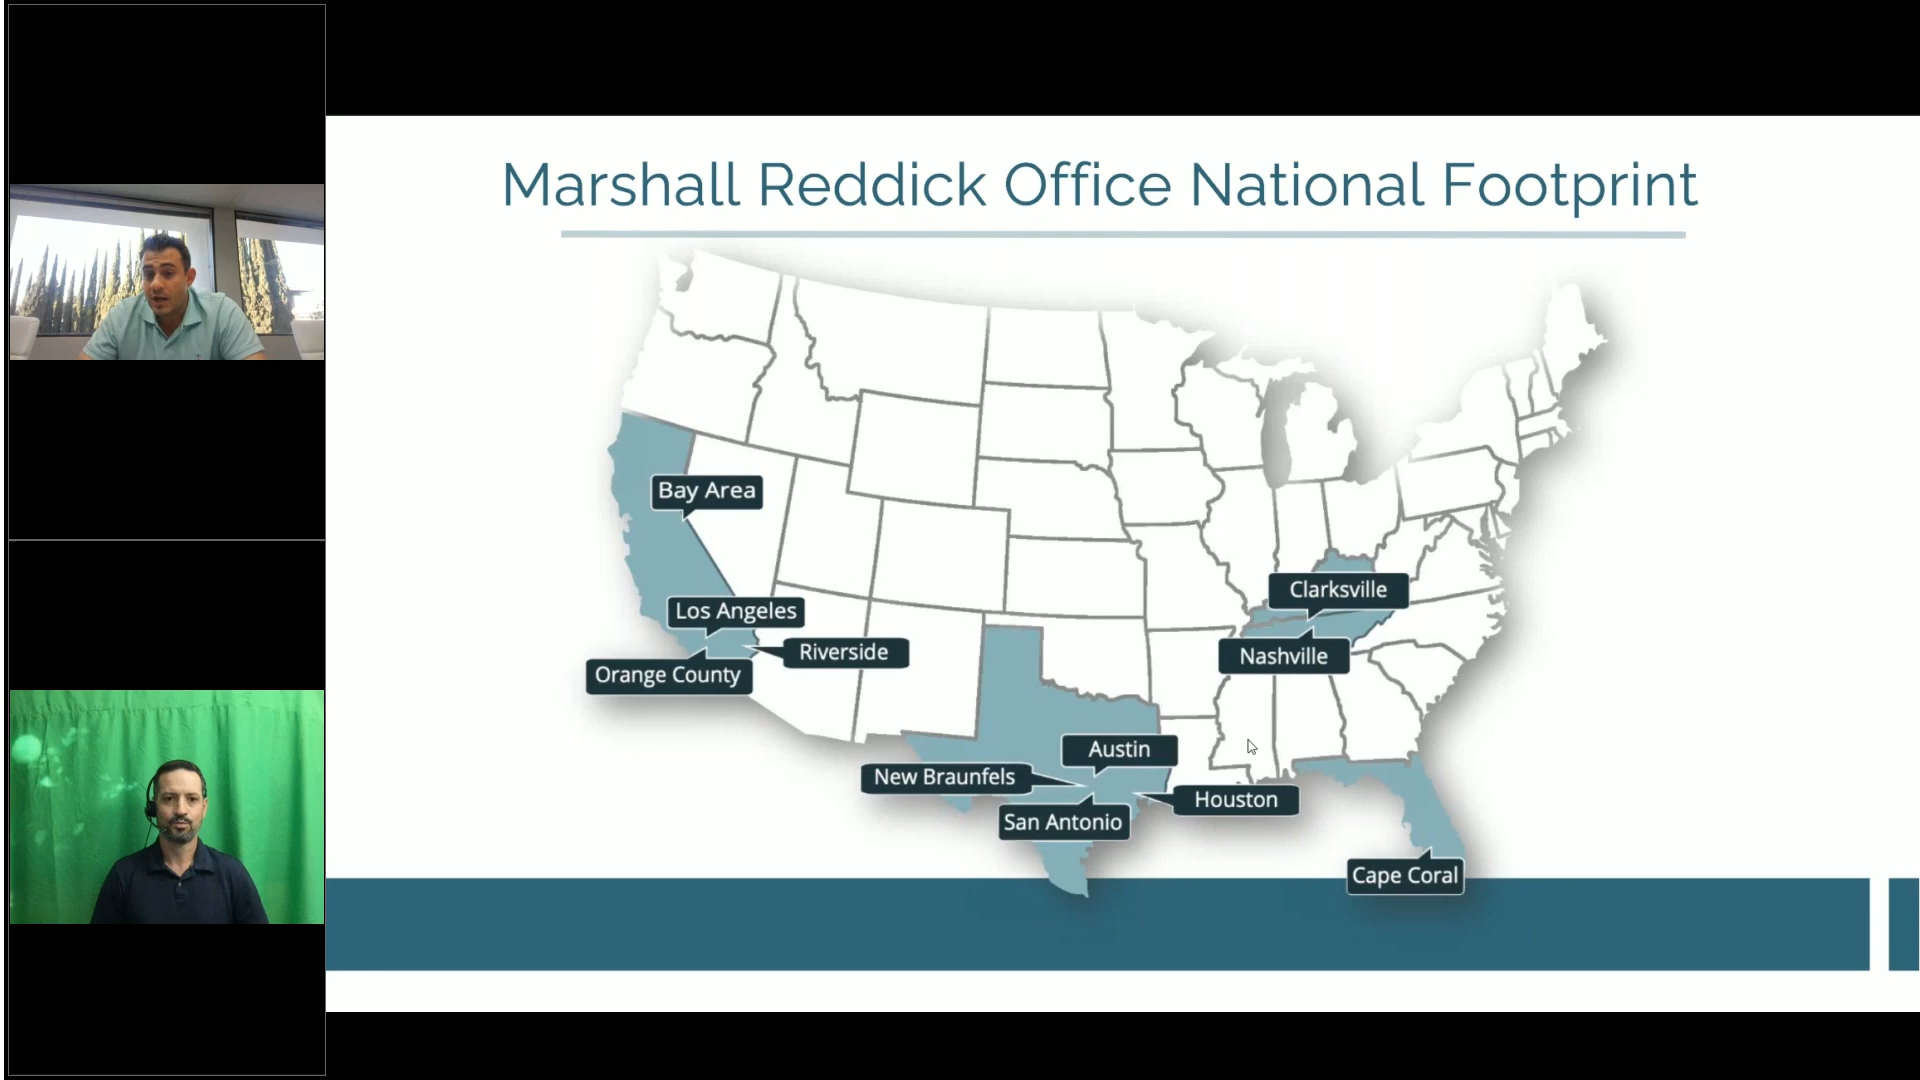 Marshall Reddick Office National Footprint
Bay Area
Clarksville
Los Angeles
Riverside
Nashville
Orange County
Austin
New Braunfels
Houston
San Antonio
Cape Coral